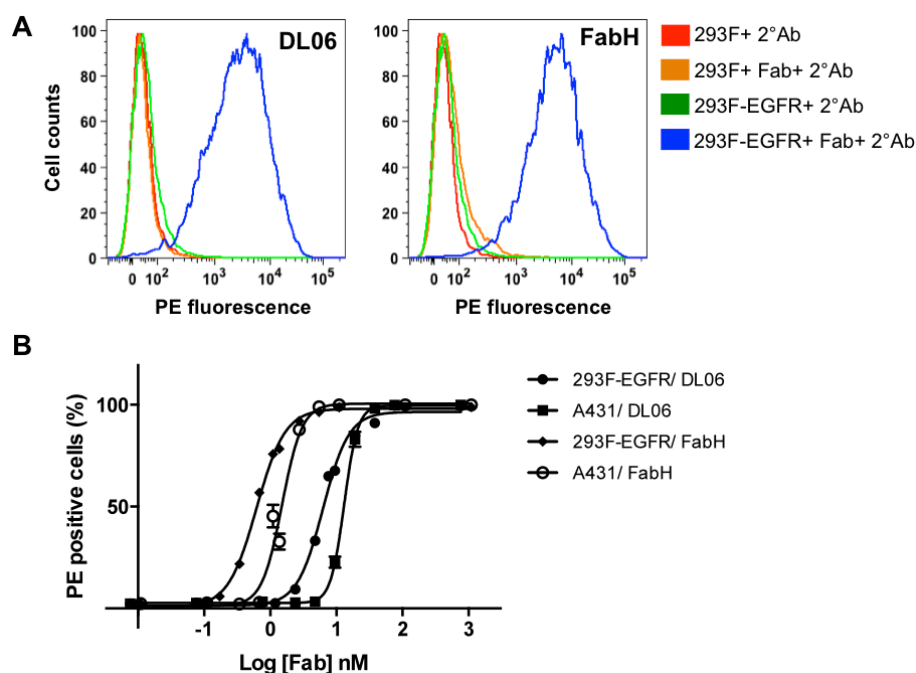 A
DL06
FabH
Cell counts
100
80
60
40
20
0
0 10² 10³ 10⁴ 10⁵
PE fluorescence
100
80
60
40
20
0
0 10² 10³ 10⁴ 10⁵
PE fluorescence
293F+ 2°Ab
293F+ Fab+ 2°Ab
293F-EGFR+ 2°Ab
293F-EGFR+ Fab+ 2°Ab
B
PE positive cells (%)
100
50
-1 0 1 2 3
Log [Fab] nM
293F-EGFR/ DL06
A431/ DL06
293F-EGFR/ FabH
A431/ FabH